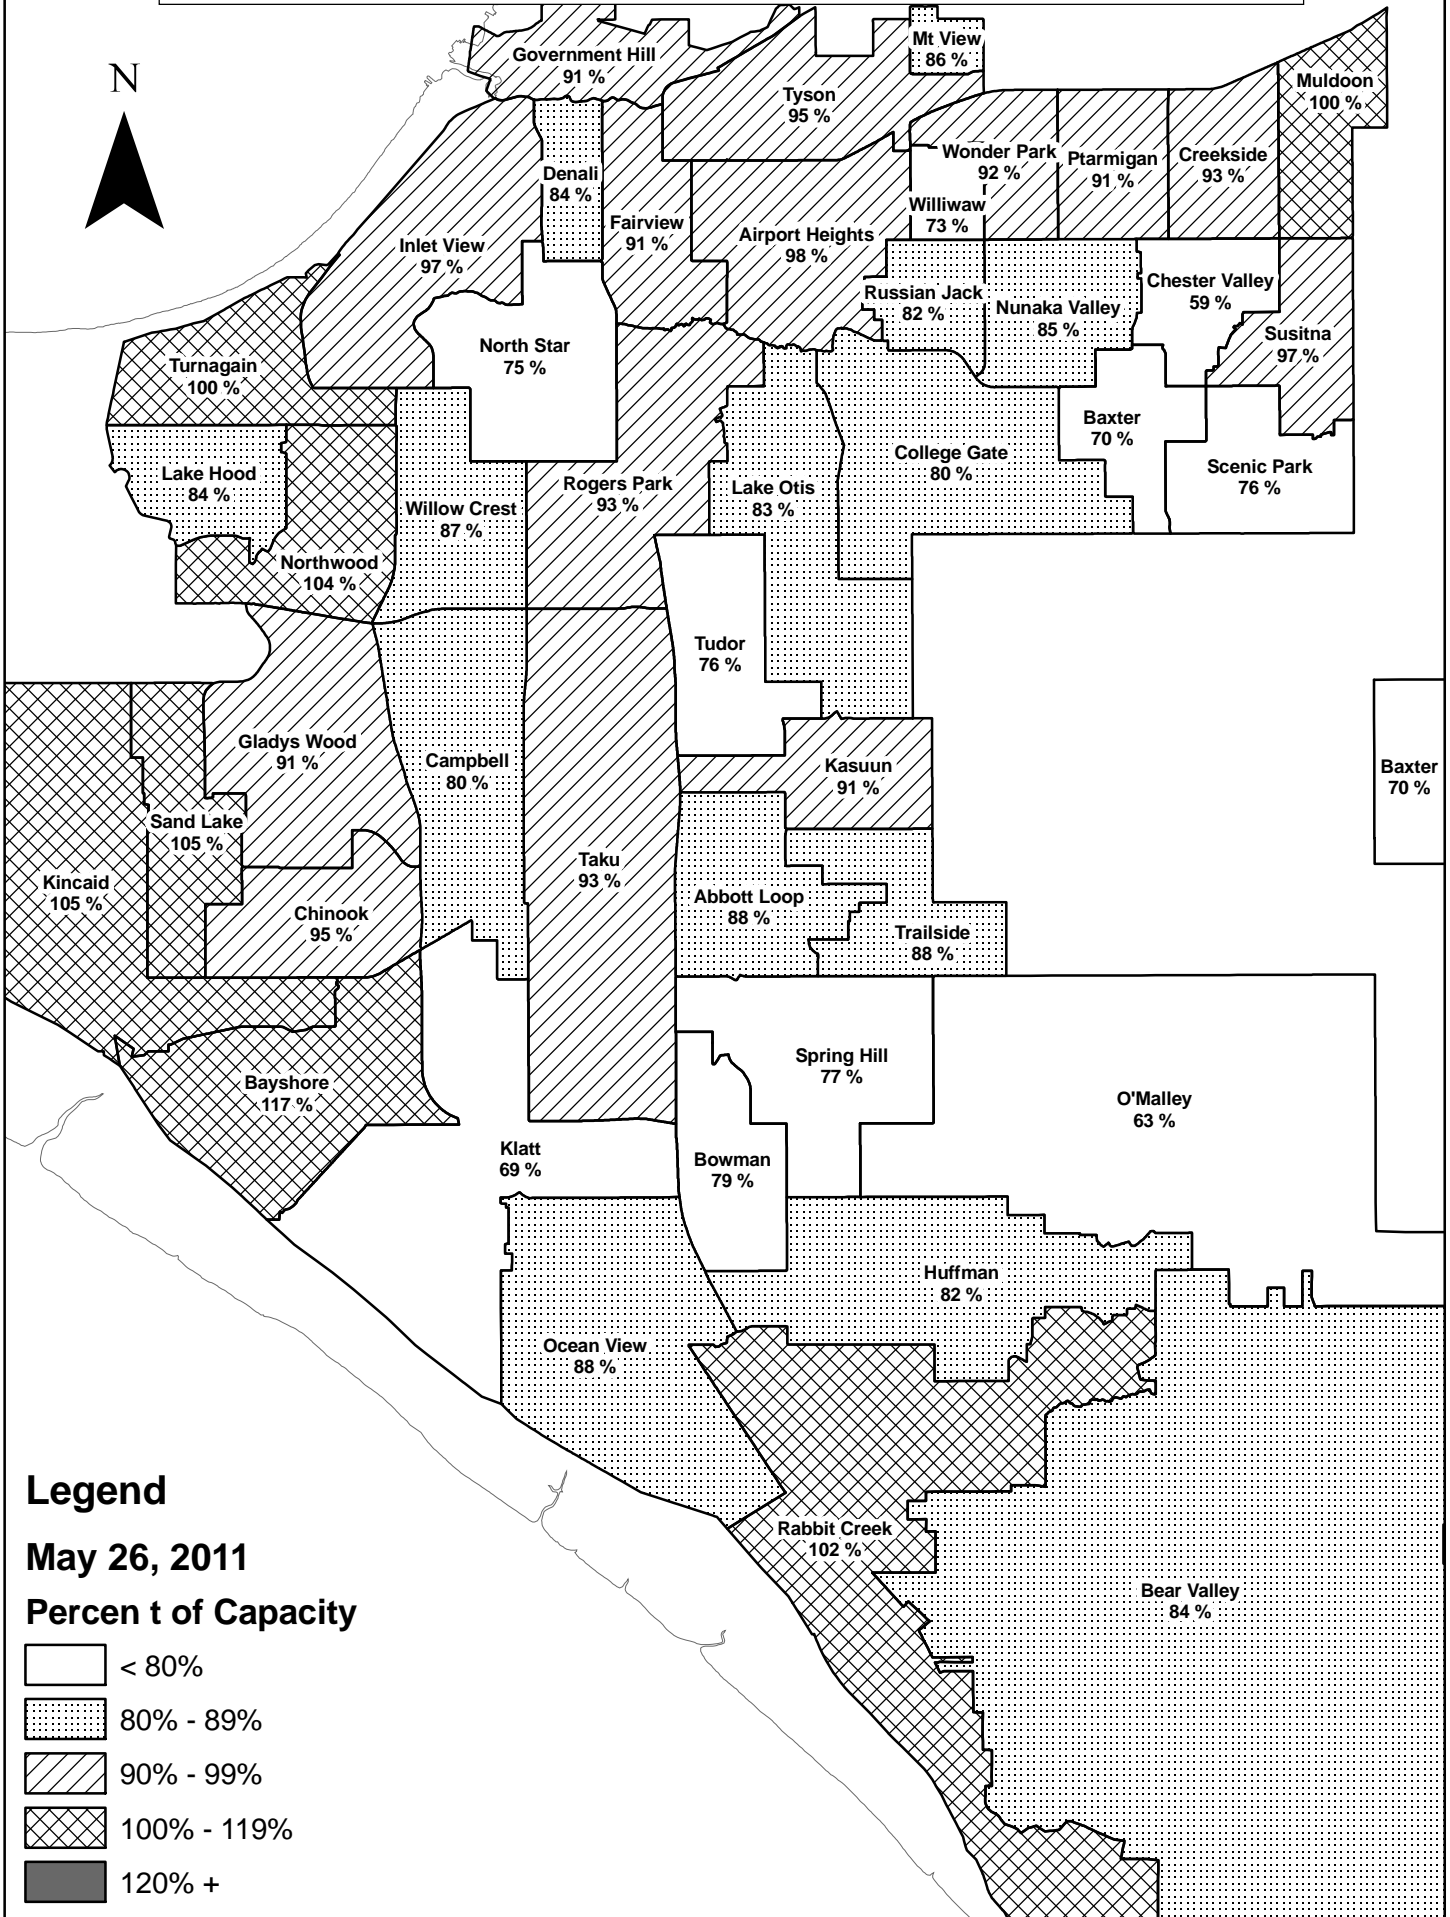 N
Government Hill
91 %
Mt View
86 %
Tyson
95 %
Muldoon
100 %
Denali
84 %
Wonder Park
92 %
Ptarmigan
91 %
Creekside
93 %
Williwaw
73 %
Fairview
91 %
Inlet View
97 %
Airport Heights
98 %
Russian Jack
82 %
Nunaka Valley
85 %
Chester Valley
59 %
Susitna
97 %
North Star
75 %
Turnagain
100 %
Baxter
70 %
College Gate
80 %
Scenic Park
76 %
Lake Hood
84 %
Rogers Park
93 %
Lake Otis
83 %
Willow Crest
87 %
Northwood
104 %
Tudor
76 %
Gladys Wood
91 %
Campbell
80 %
Kasuun
91 %
Baxter
70 %
Sand Lake
105 %
Taku
93 %
Kincaid
105 %
Abbott Loop
88 %
Chinook
95 %
Trailside
88 %
Spring Hill
77 %
Bayshore
117 %
O'Malley
63 %
Klatt
69 %
Bowman
79 %
Huffman
82 %
Ocean View
88 %
Rabbit Creek
102 %
Bear Valley
84 %
Legend
May 26, 2011
Percen t of Capacity
< 80%
80% - 89%
90% - 99%
100% - 119%
120% +